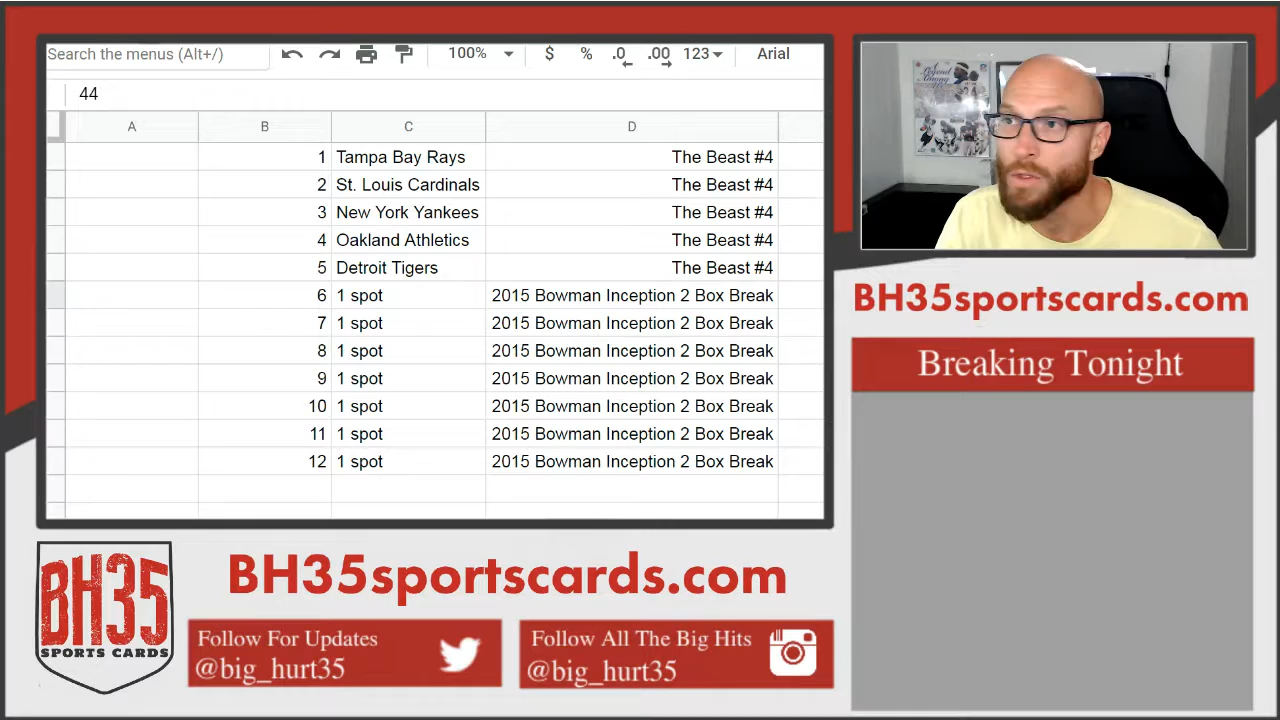 Search the menus (Alt+/)
100%
$ % .0 .00 123
Arial
44
A B C D
1 Tampa Bay Rays The Beast #4
2 St. Louis Cardinals The Beast #4
3 New York Yankees The Beast #4
4 Oakland Athletics The Beast #4
5 Detroit Tigers The Beast #4
6 1 spot 2015 Bowman Inception 2 Box Break
7 1 spot 2015 Bowman Inception 2 Box Break
8 1 spot 2015 Bowman Inception 2 Box Break
9 1 spot 2015 Bowman Inception 2 Box Break
10 1 spot 2015 Bowman Inception 2 Box Break
11 1 spot 2015 Bowman Inception 2 Box Break
12 1 spot 2015 Bowman Inception 2 Box Break
BH35sportscards.com
Breaking Tonight
BH35
SPORTS CARDS
BH35sportscards.com
Follow For Updates
@big_hurt35
Follow All The Big Hits
@big_hurt35